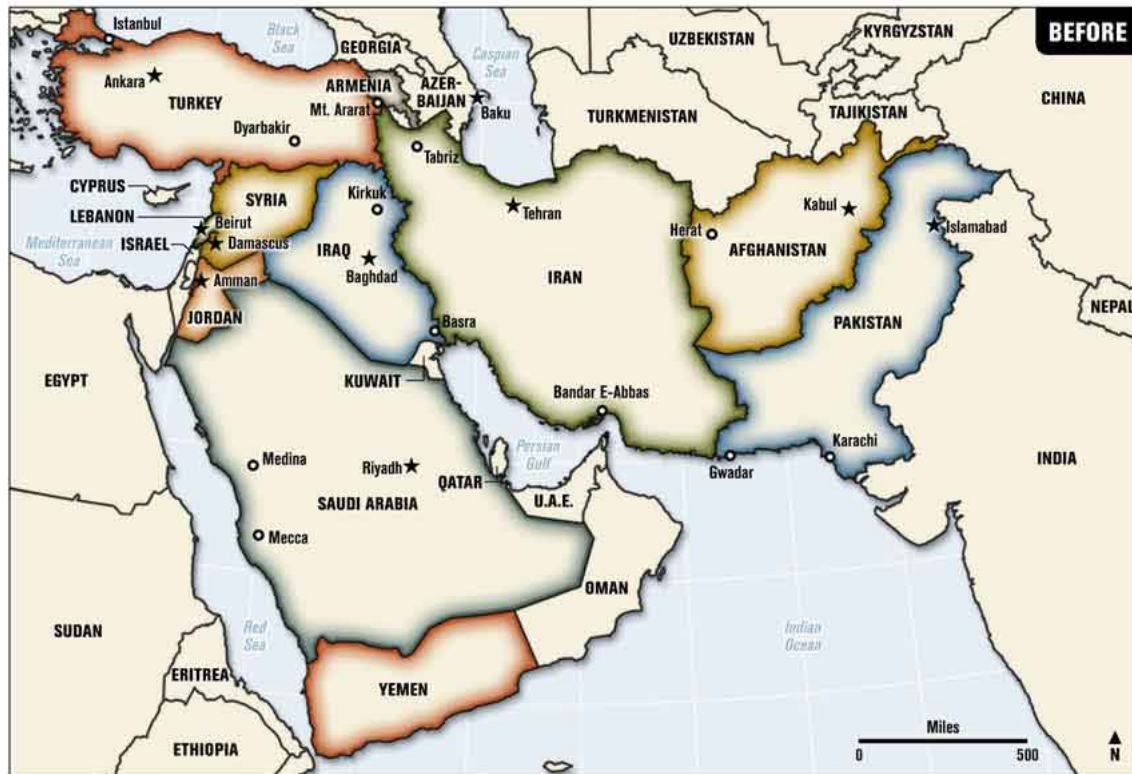 BEFORE
Istanbul
Black
Sea
GEORGIA
Caspian
Sea
UZBEKISTAN
KYRGYZSTAN
Ankara
TURKEY
ARMENIA
Mt. Ararat
AZER-
BAIJAN
Baku
TURKMENISTAN
TAJIKISTAN
CHINA
Dyarbakir
Tabriz
CYPRUS
SYRIA
Kirkuk
Tehran
Kabul
Islamabad
LEBANON
Beirut
Herat
Mediterranean
Sea
ISRAEL
Damascus
IRAQ
Baghdad
IRAN
AFGHANISTAN
Amman
JORDAN
NEPAL
Basra
PAKISTAN
EGYPT
KUWAIT
Bandar E-Abbas
Persian
Gulf
Medina
Riyadh
QATAR
Gwadar
Karachi
INDIA
SAUDI ARABIA
U.A.E.
Mecca
OMAN
SUDAN
Red
Sea
Indian
Ocean
ERITREA
YEMEN
ETHIOPIA
Miles
0
500
N